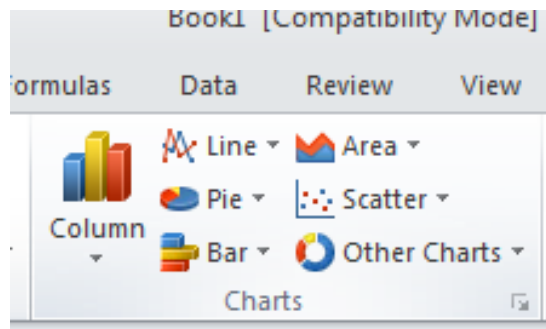 Book1 [Compatibility Mode]
Formulas Data Review View
Line Area
Pie Scatter
Column
Bar Other Charts
Charts